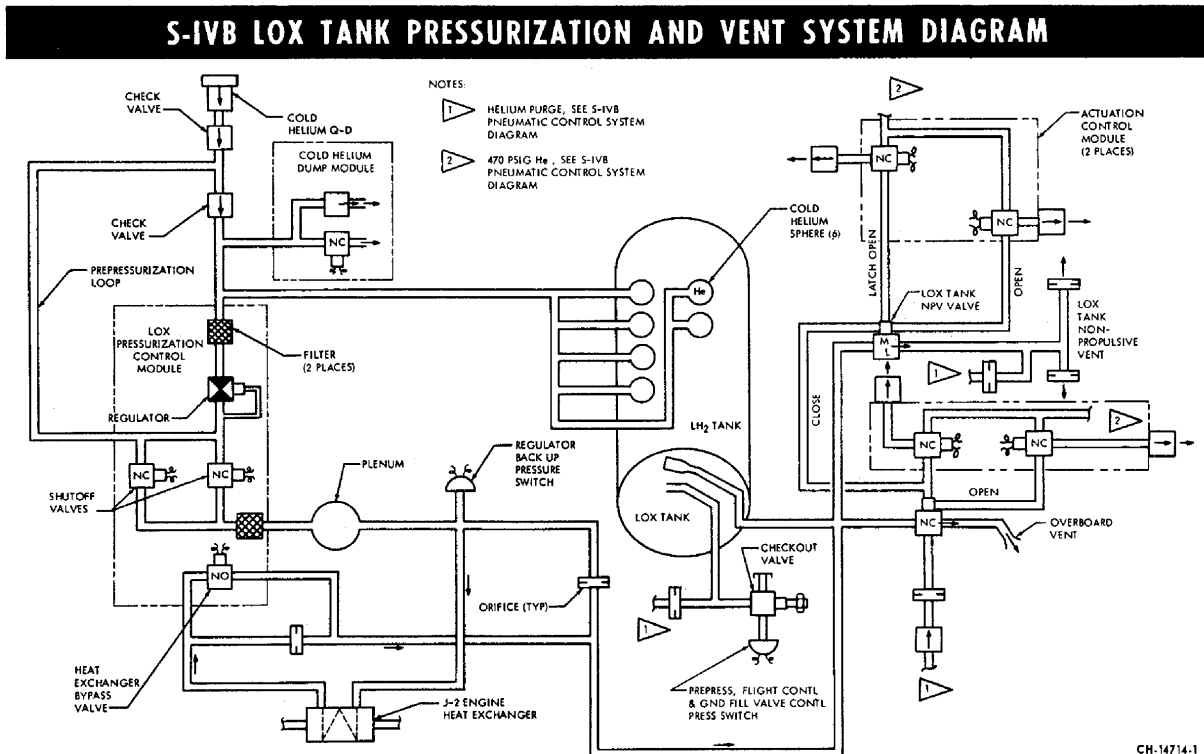 S-IVB LOX TANK PRESSURIZATION AND VENT SYSTEM DIAGRAM
CHECK
VALVE
COLD
HELIUM Q-D
COLD HELIUM
DUMP MODULE
NC
CHECK
VALVE
PREPRESSURIZATION
LOOP
NOTES:
1
HELIUM PURGE, SEE S-IVB
PNEUMATIC CONTROL SYSTEM
DIAGRAM
2
470 PSIG He, SEE S-IVB
PNEUMATIC CONTROL SYSTEM
DIAGRAM
2
ACTUATION
CONTROL
MODULE
(2 PLACES)
NC
NC
LATCH OPEN
OPEN
COLD
HELIUM
SPHERE (6)
He
LOX TANK
NPV VALVE
M
L
LOX
TANK
NON-
PROPULSIVE
VENT
1
LOX
PRESSURIZATION
CONTROL
MODULE
FILTER
(2 PLACES)
REGULATOR
CLOSE
2
NC
NC
LH2 TANK
NC
NC
SHUTOFF
VALVES
PLENUM
REGULATOR
BACK UP
PRESSURE
SWITCH
LOX TANK
OPEN
NC
OVERBOARD
VENT
CHECKOUT
VALVE
NO
ORIFICE (TYP)
1
HEAT
EXCHANGER
BYPASS
VALVE
J-2 ENGINE
HEAT EXCHANGER
PREPRESS, FLIGHT CONTL
& GND FILL VALVE CONTL
PRESS SWITCH
1
CH-14714-1